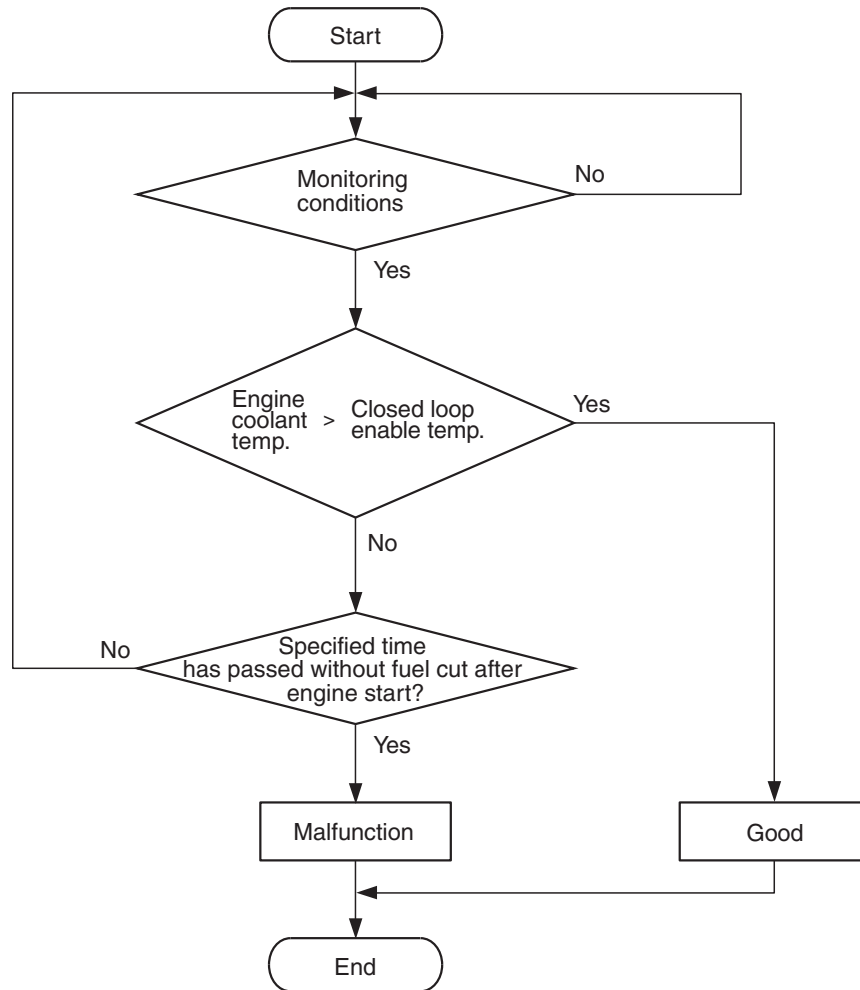 Start
Monitoring
conditions
No
Yes
Engine
coolant
temp.
>
Closed loop
enable temp.
Yes
No
Specified time
has passed without fuel cut after
engine start?
No
Yes
Malfunction
Good
End